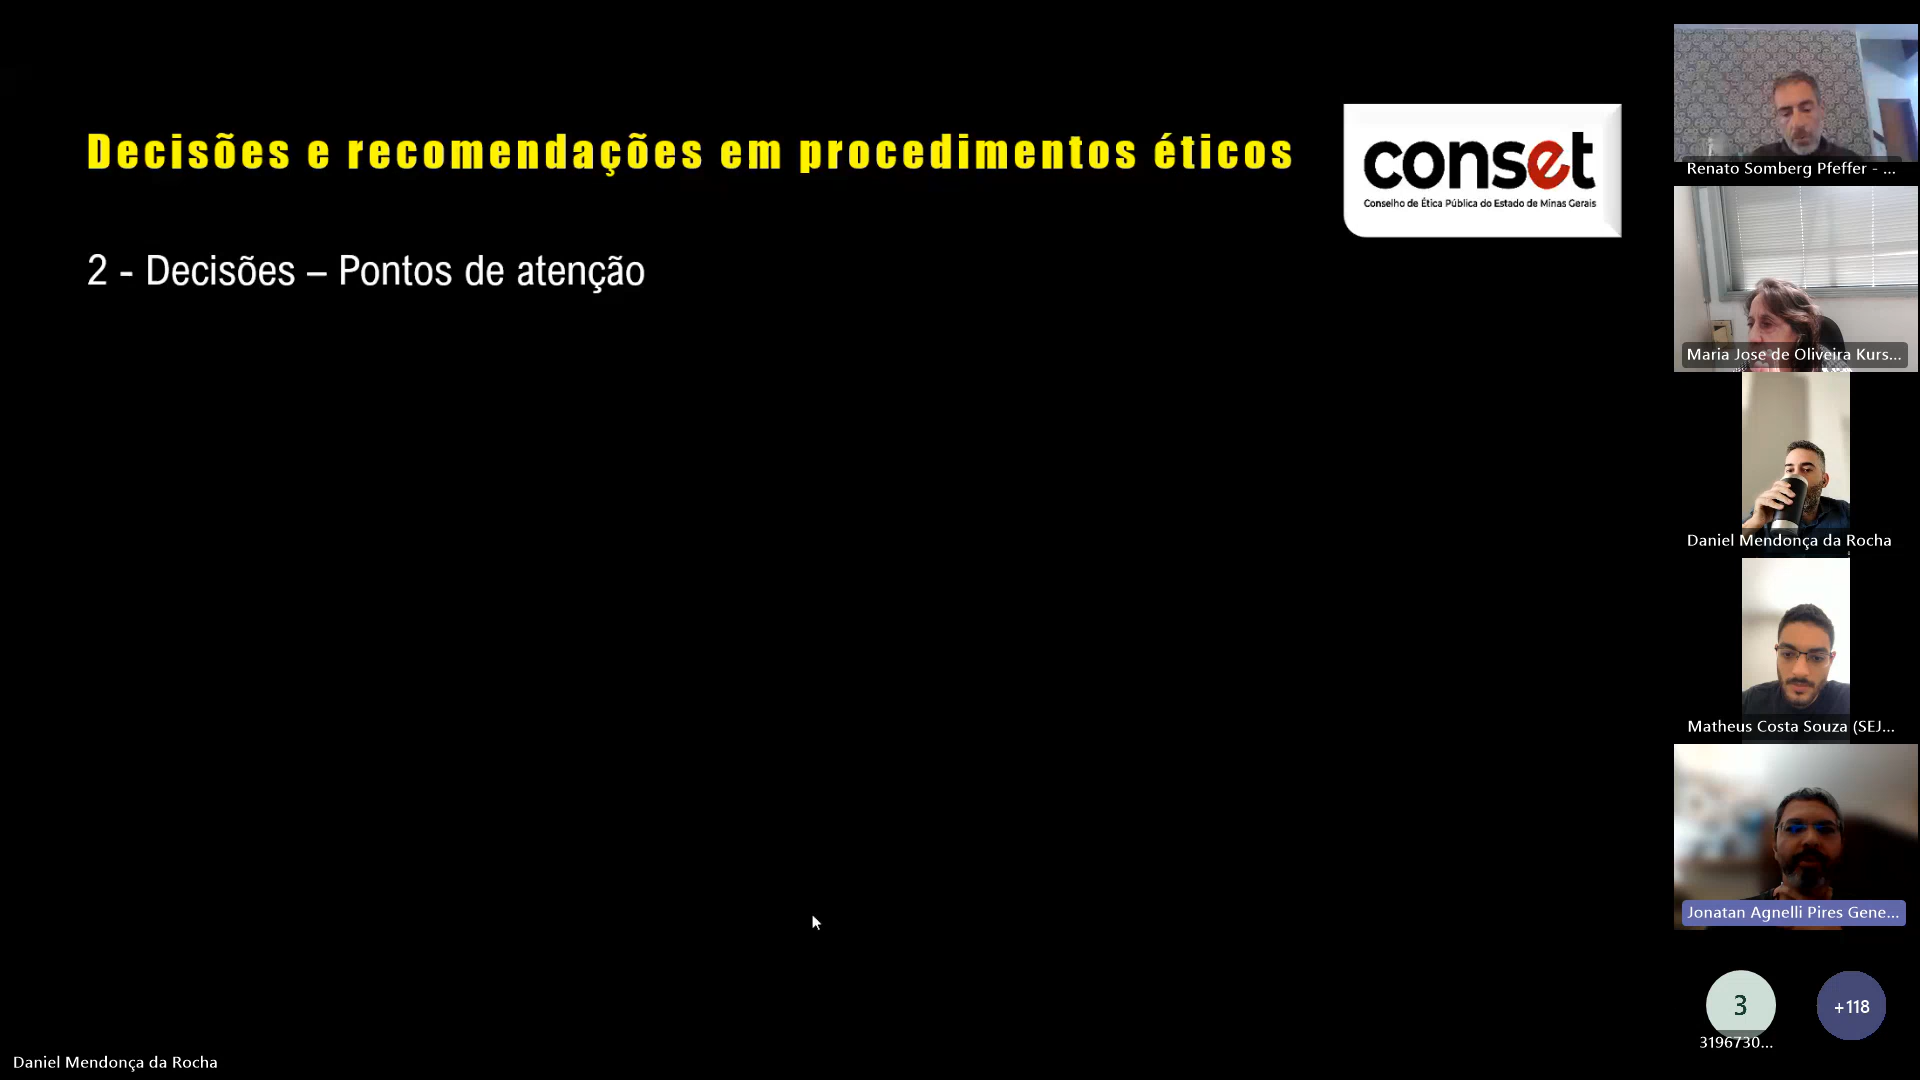 Decisões e recomendações em procedimentos éticos
conset
Conselho de Ética Pública do Estado de Minas Gerais
2 - Decisões – Pontos de atenção
Renato Somberg Pfeffer - ...
Maria Jose de Oliveira Kurs...
Daniel Mendonça da Rocha
Matheus Costa Souza (SEJ...
Jonatan Agnelli Pires Gene...
3
+118
3196730...
Daniel Mendonça da Rocha